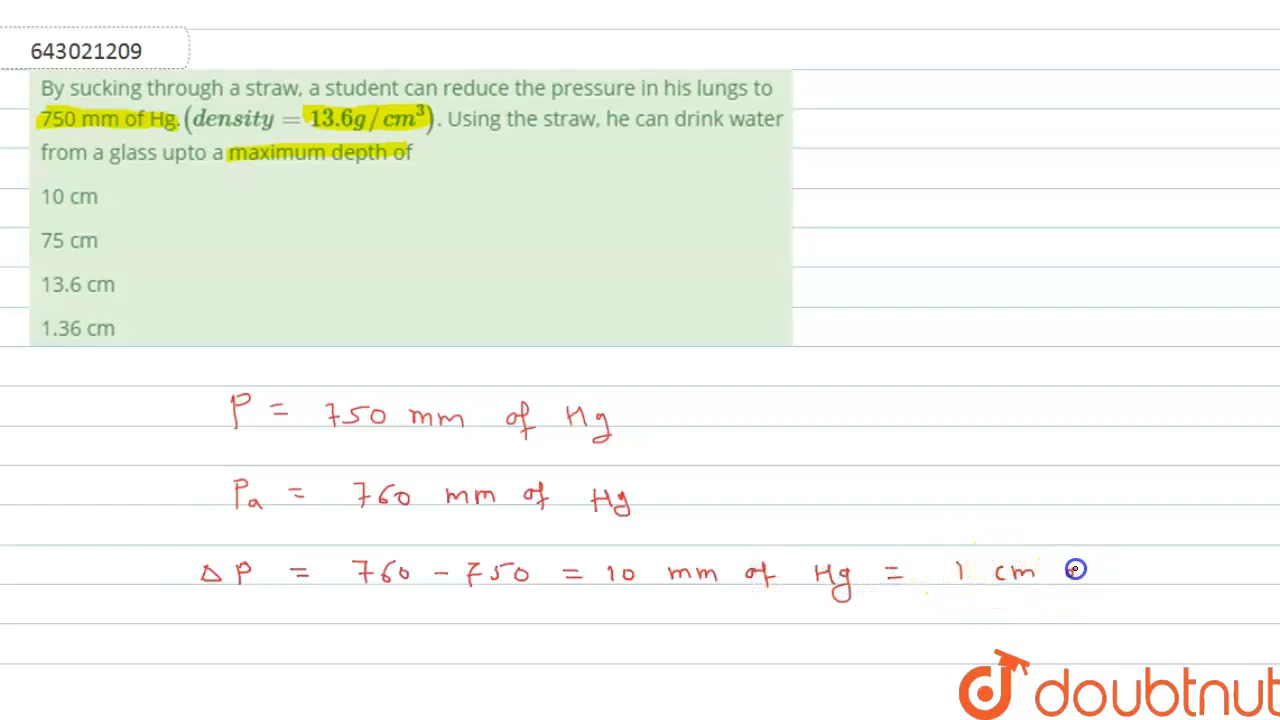 643021209
By sucking through a straw, a student can reduce the pressure in his lungs to
750 mm of Hg.(density = 13.6g/cm³). Using the straw, he can drink water
from a glass upto a maximum depth of
10 cm
75 cm
13.6 cm
1.36 cm
P = 750 mm of Hg
Pa = 760 mm of Hg
ΔP = 760 - 750 = 10 mm of Hg = 1 cm
doubtnut